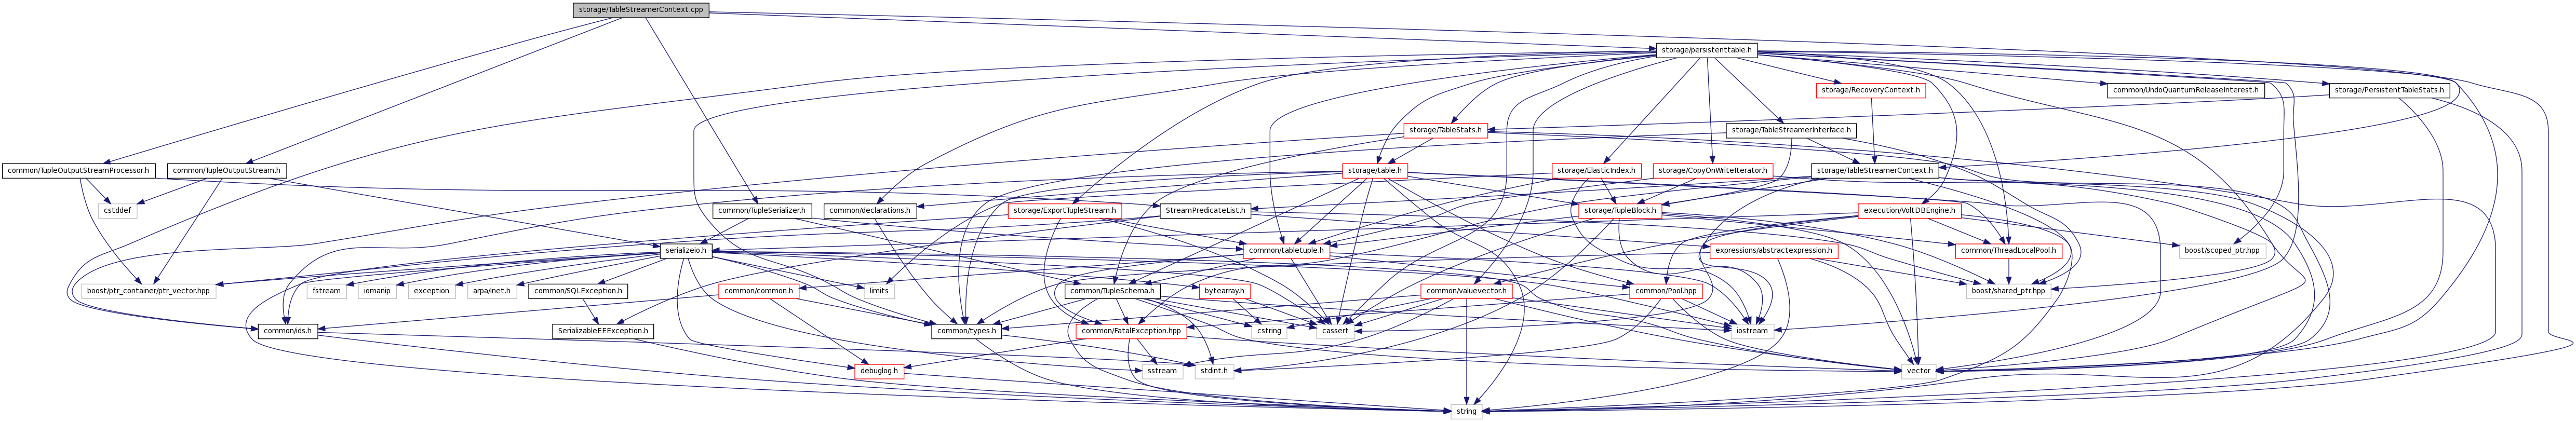 storage/TableStreamerContext.cpp
storage/persistenttable.h
storage/RecoveryContext.h
common/UndoQuantumReleaseInterest.h
storage/PersistentTableStats.h
storage/TableStats.h
storage/TableStreamerInterface.h
common/TupleOutputStreamProcessor.h
common/TupleOutputStream.h
storage/table.h
storage/ElasticIndex.h
storage/CopyOnWriteIterator.h
storage/TableStreamerContext.h
cstddef
common/TupleSerializer.h
common/declarations.h
storage/ExportTupleStream.h
StreamPredicateList.h
storage/TupleBlock.h
execution/VoltDBEngine.h
serializeio.h
common/tabletuple.h
expressions/abstractexpression.h
common/ThreadLocalPool.h
boost/scoped_ptr.hpp
boost/ptr_container/ptr_vector.hpp
fstream
iomanip
exception
arpa/inet.h
common/SQLException.h
common/common.h
limits
common/TupleSchema.h
bytearray.h
common/valuevector.h
common/Pool.hpp
boost/shared_ptr.hpp
common/ids.h
SerializableEEException.h
common/types.h
common/FatalException.hpp
cstring
cassert
iostream
debuglog.h
sstream
stdint.h
vector
string